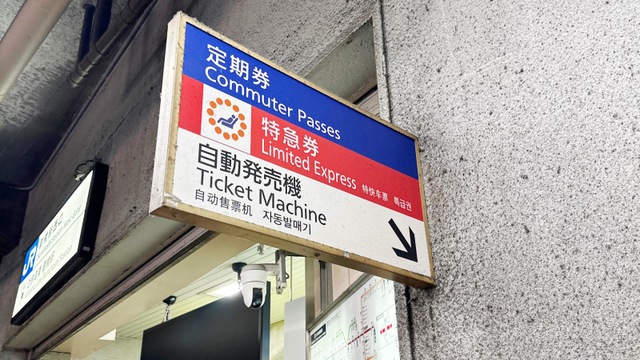 定期券
Commuter Passes
特急券
Limited Express
特快车票 특급권
自動発売機
Ticket Machine
自动售票机 자동발매기
JR